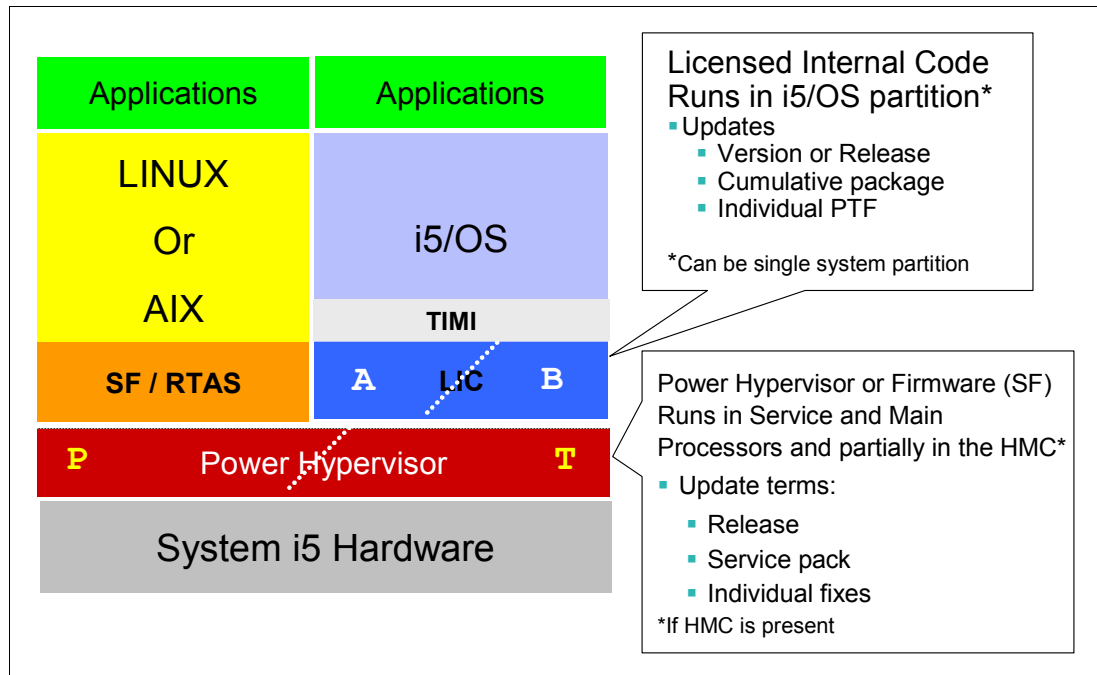 Applications
Applications
LINUX
Or
AIX
i5/OS
TIMI
SF / RTAS
A LIC B
P Power Hypervisor T
System i5 Hardware
Licensed Internal Code
Runs in i5/OS partition*
Updates
Version or Release
Cumulative package
Individual PTF
*Can be single system partition
Power Hypervisor or Firmware (SF)
Runs in Service and Main
Processors and partially in the HMC*
Update terms:
Release
Service pack
Individual fixes
*If HMC is present